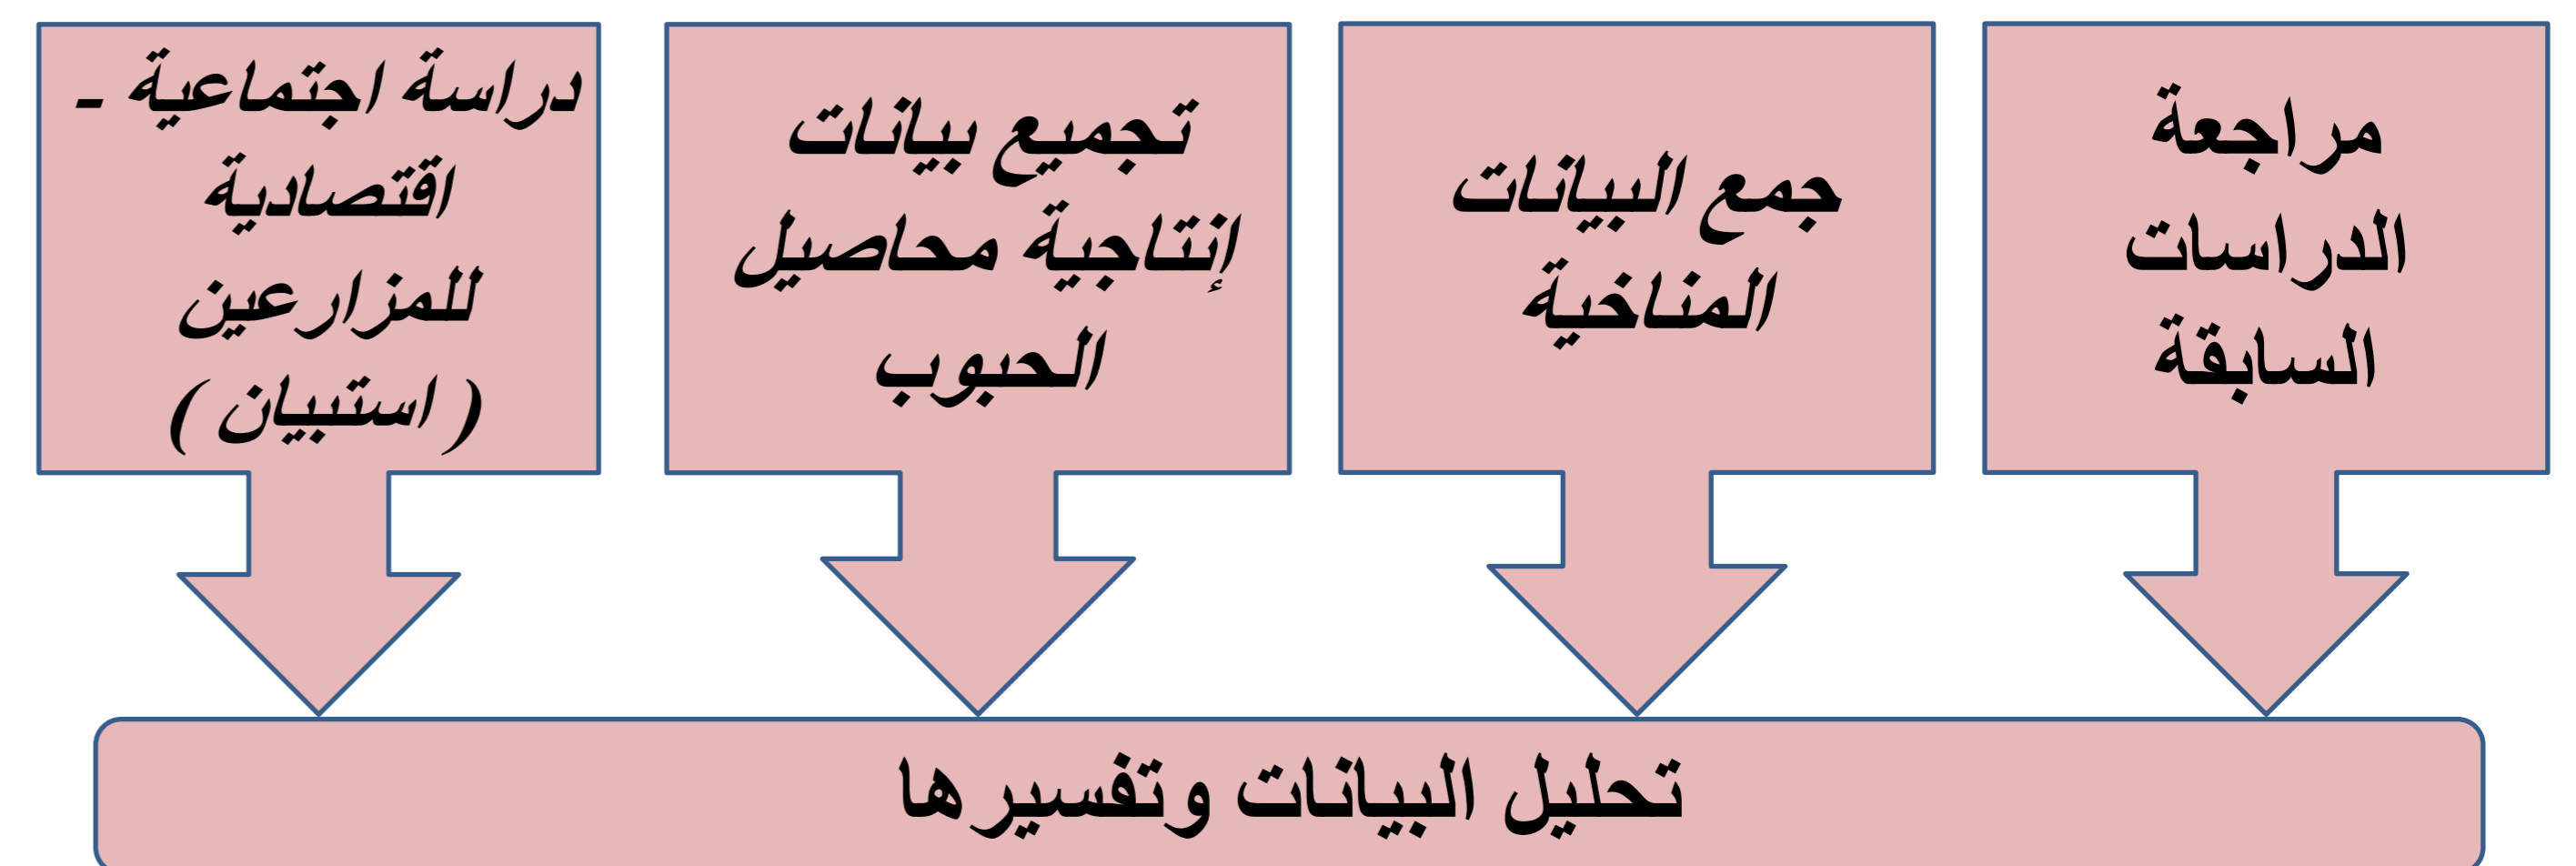 مراجعة
الدراسات
السابقة
جمع البيانات
المناخية
تجميع بيانات
إنتاجية محاصيل
الحبوب
دراسة اجتماعية -
اقتصادية
للمزارعين
( استبيان )
تحليل البيانات وتفسيرها